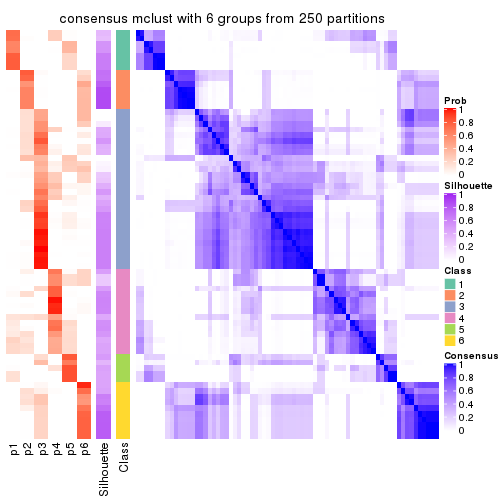 consensus mclust with 6 groups from 250 partitions
Prob
1
0.8
0.6
0.4
0.2
0
Silhouette
1
0.8
0.6
0.4
0.2
0
Class
1
2
3
4
5
6
Consensus
1
0.8
0.6
0.4
0.2
0
p1
p2
p3
p4
p5
p6
Silhouette
Class